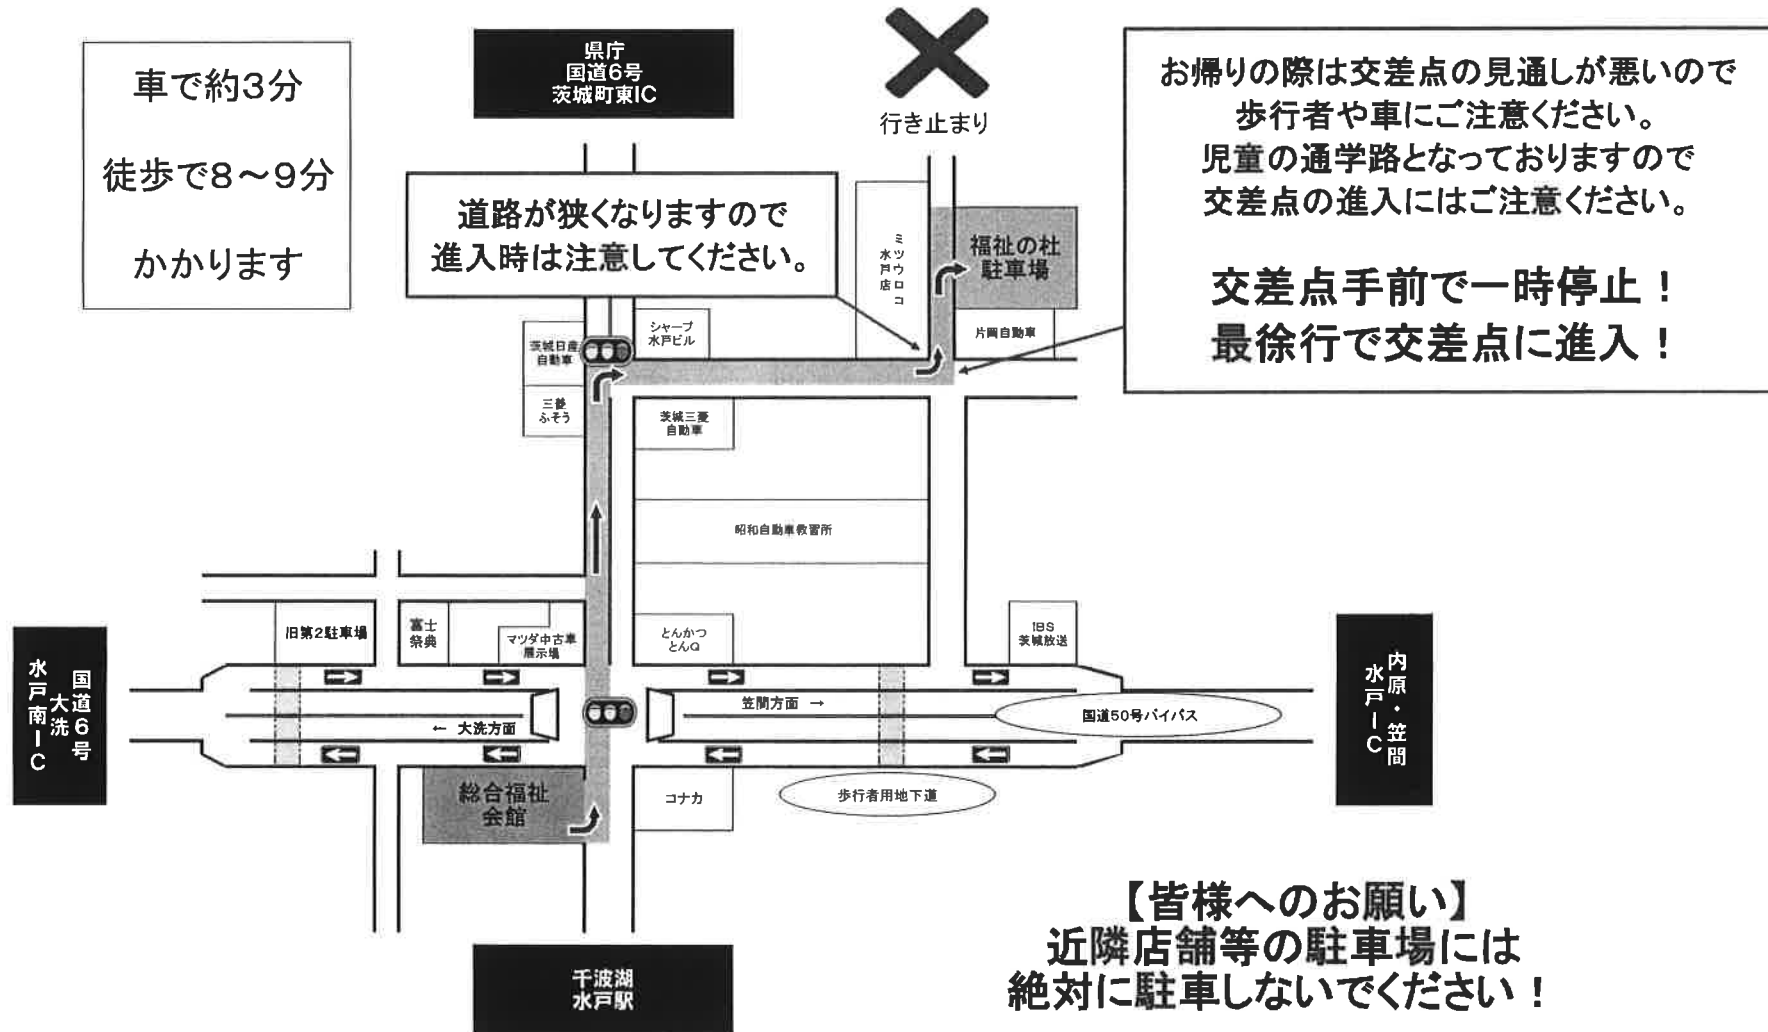 車で約3分
徒歩で8～9分
かかります
県庁
国道6号
茨城町東IC
行き止まり
お帰りの際は交差点の見通しが悪いので
歩行者や車にご注意ください。
児童の通学路となっておりますので
交差点の進入にはご注意ください。
交差点手前で一時停止！
最徐行で交差点に進入！
道路が狭くなりますので
進入時は注意してください。
ミツウロコ
水戸店
福祉の杜
駐車場
茨城日産
自動車
シャープ
水戸ビル
片岡自動車
三菱
ふそう
茨城三菱
自動車
昭和自動車教習所
旧第2駐車場
富士
祭典
マツダ中古車
展示場
とんかつ
とんQ
IBS
茨城放送
国道6号
大洗
水戸南IC
笠間方面 →
← 大洗方面
国道50号バイパス
内原・笠間
水戸IC
総合福祉
会館
コナカ
歩行者用地下道
千波湖
水戸駅
【皆様へのお願い】
近隣店舗等の駐車場には
絶対に駐車しないでください！